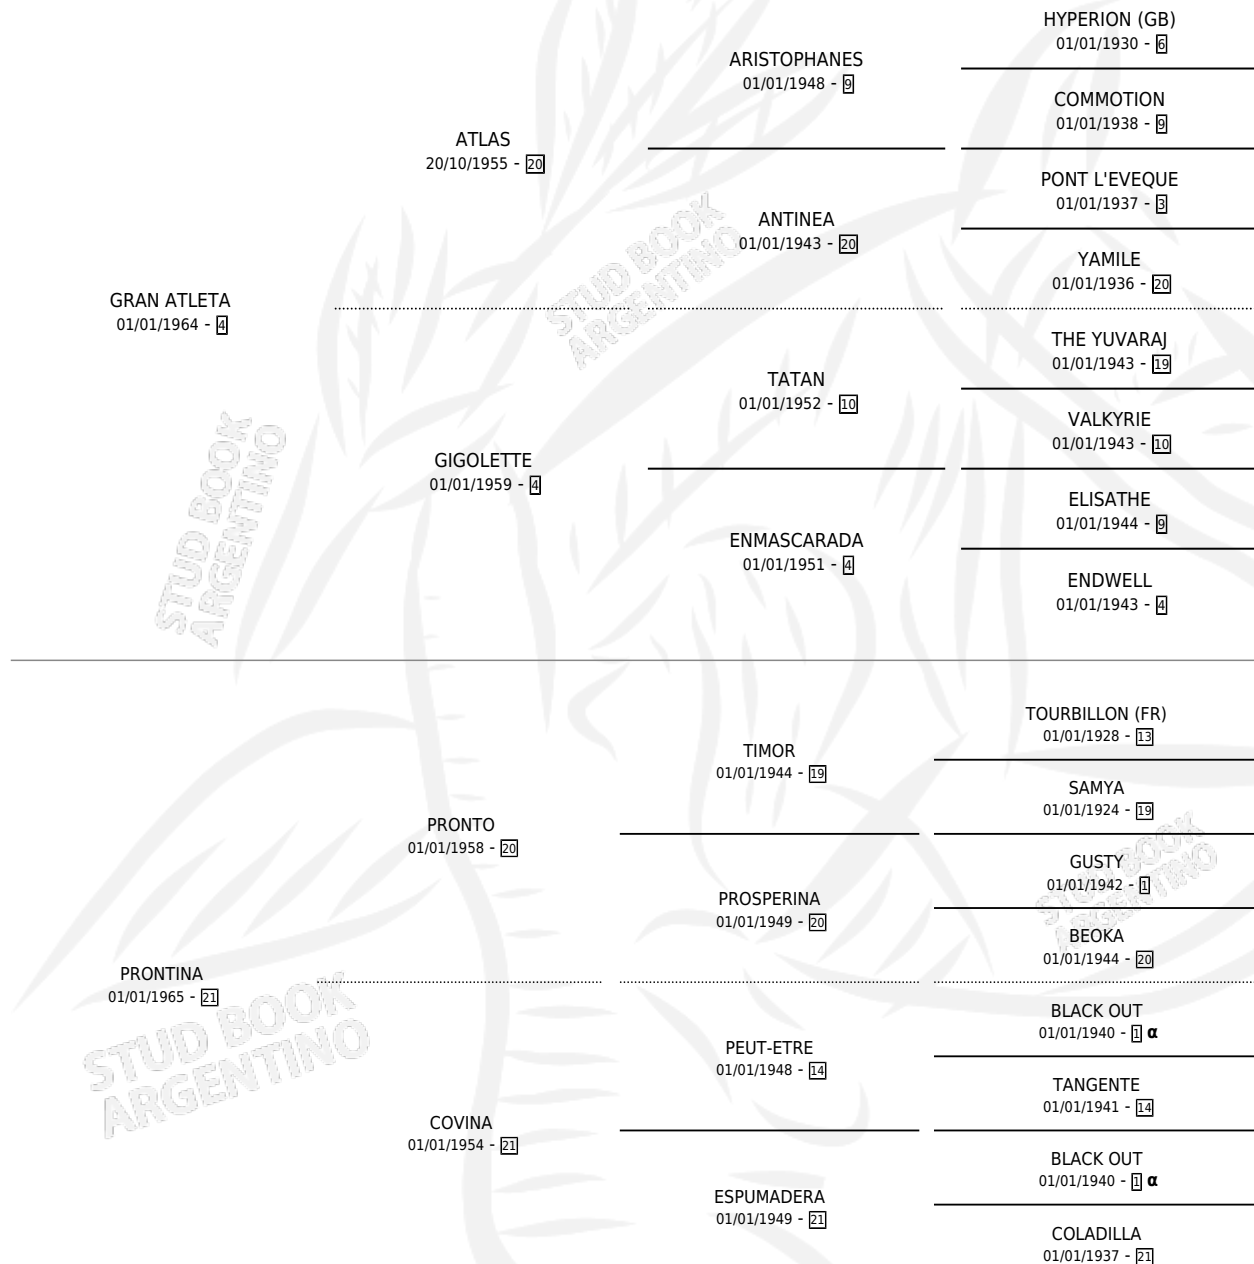 HYPERION (GB)
01/01/1930 - 6
ARISTOPHANES
01/01/1948 - 9
COMMOTION
01/01/1938 - 9
ATLAS
20/10/1955 - 20
PONT L'EVEQUE
01/01/1937 - 3
ANTINEA
01/01/1943 - 20
YAMILE
01/01/1936 - 20
GRAN ATLETA
01/01/1964 - 4
THE YUVARAJ
01/01/1943 - 19
TATAN
01/01/1952 - 10
VALKYRIE
01/01/1943 - 10
GIGOLETTE
01/01/1959 - 4
ELISATHE
01/01/1944 - 9
ENMASCARADA
01/01/1951 - 4
ENDWELL
01/01/1943 - 4
STUD BOOK
ARGENTINO
STUD BOOK
ARGENTINO
TOURBILLON (FR)
01/01/1928 - 13
TIMOR
01/01/1944 - 19
SAMYA
01/01/1924 - 19
PRONTO
01/01/1958 - 20
GUSTY
01/01/1942 - 1
PROSPERINA
01/01/1949 - 20
BEOKA
01/01/1944 - 20
PRONTINA
01/01/1965 - 21
BLACK OUT
01/01/1940 - 1 α
PEUT-ETRE
01/01/1948 - 14
TANGENTE
01/01/1941 - 14
COVINA
01/01/1954 - 21
BLACK OUT
01/01/1940 - 1 α
ESPUMADERA
01/01/1949 - 21
COLADILLA
01/01/1937 - 21
STUD BOOK
ARGENTINO
STUD BOOK
ARGENTINO